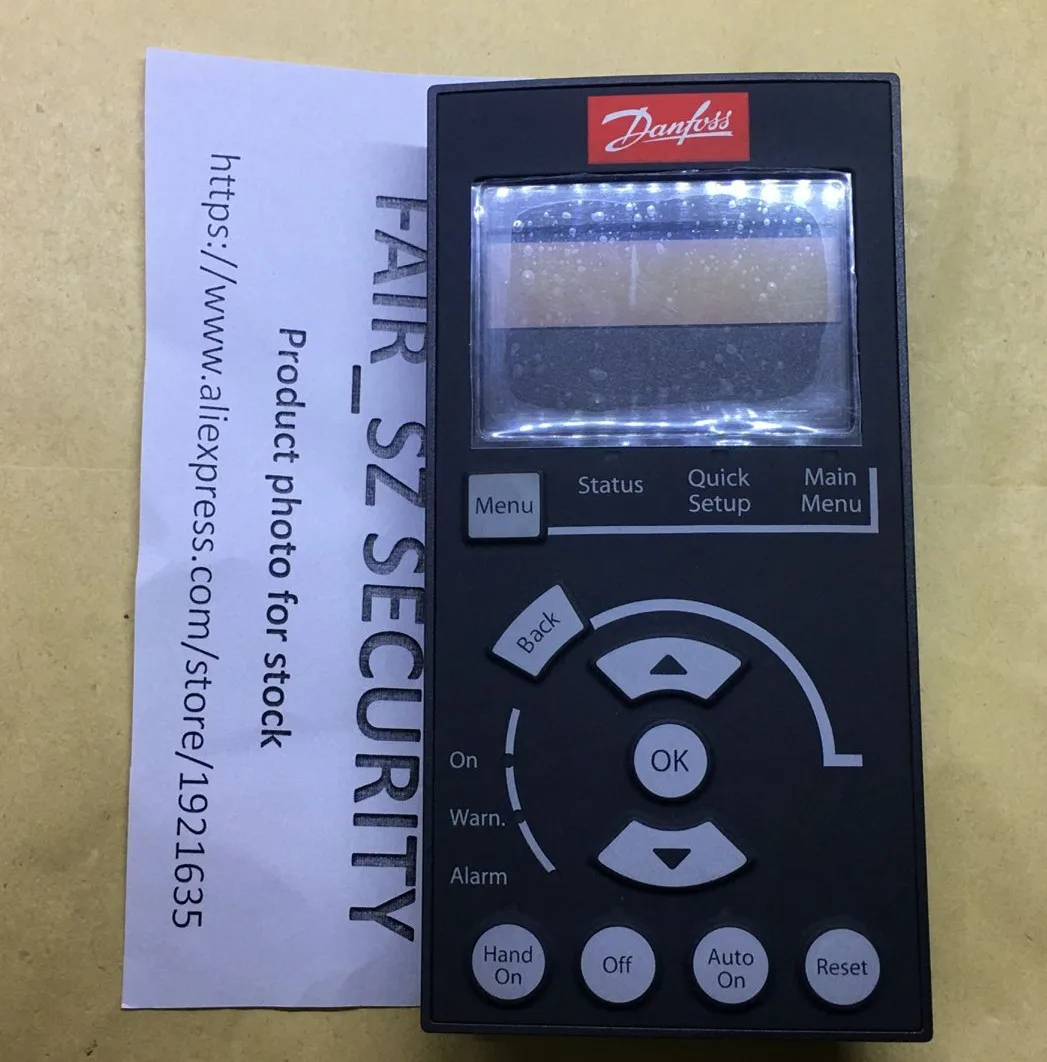 https://www.aliexpress.com/store/1921635
Product photo for stock
FAIR_SZ SECURITY
Danfoss
Menu
Status
Quick
Setup
Main
Menu
Back
OK
On
Warn.
Alarm
Hand
On
Off
Auto
On
Reset